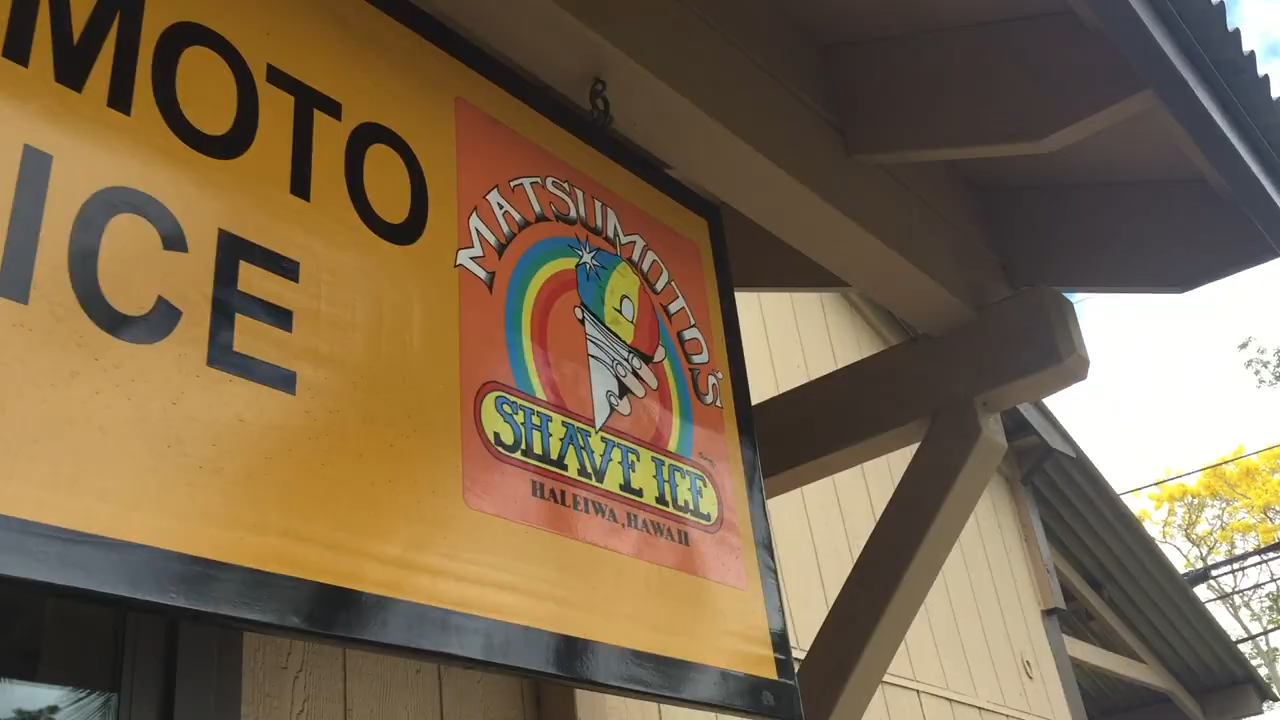 MOTO
ICE
MATSUMOTO'S
SHAVE ICE
HALEIWA, HAWAII